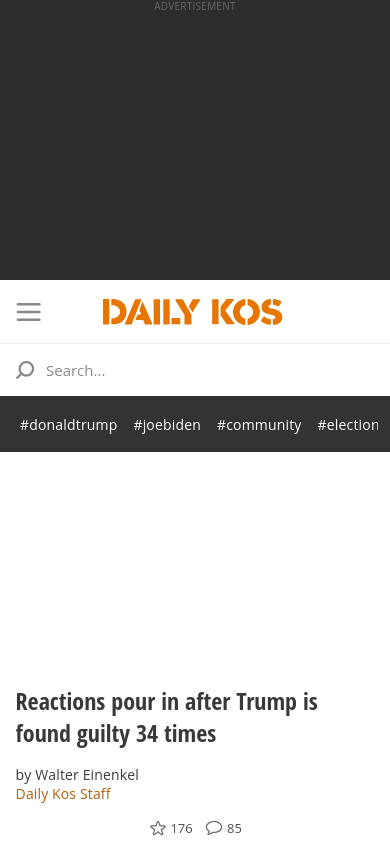 ADVERTISEMENT
DAILY KOS
Search...
#donaldtrump #joebiden #community #election
Reactions pour in after Trump is
found guilty 34 times
by Walter Einenkel
Daily Kos Staff
176 85